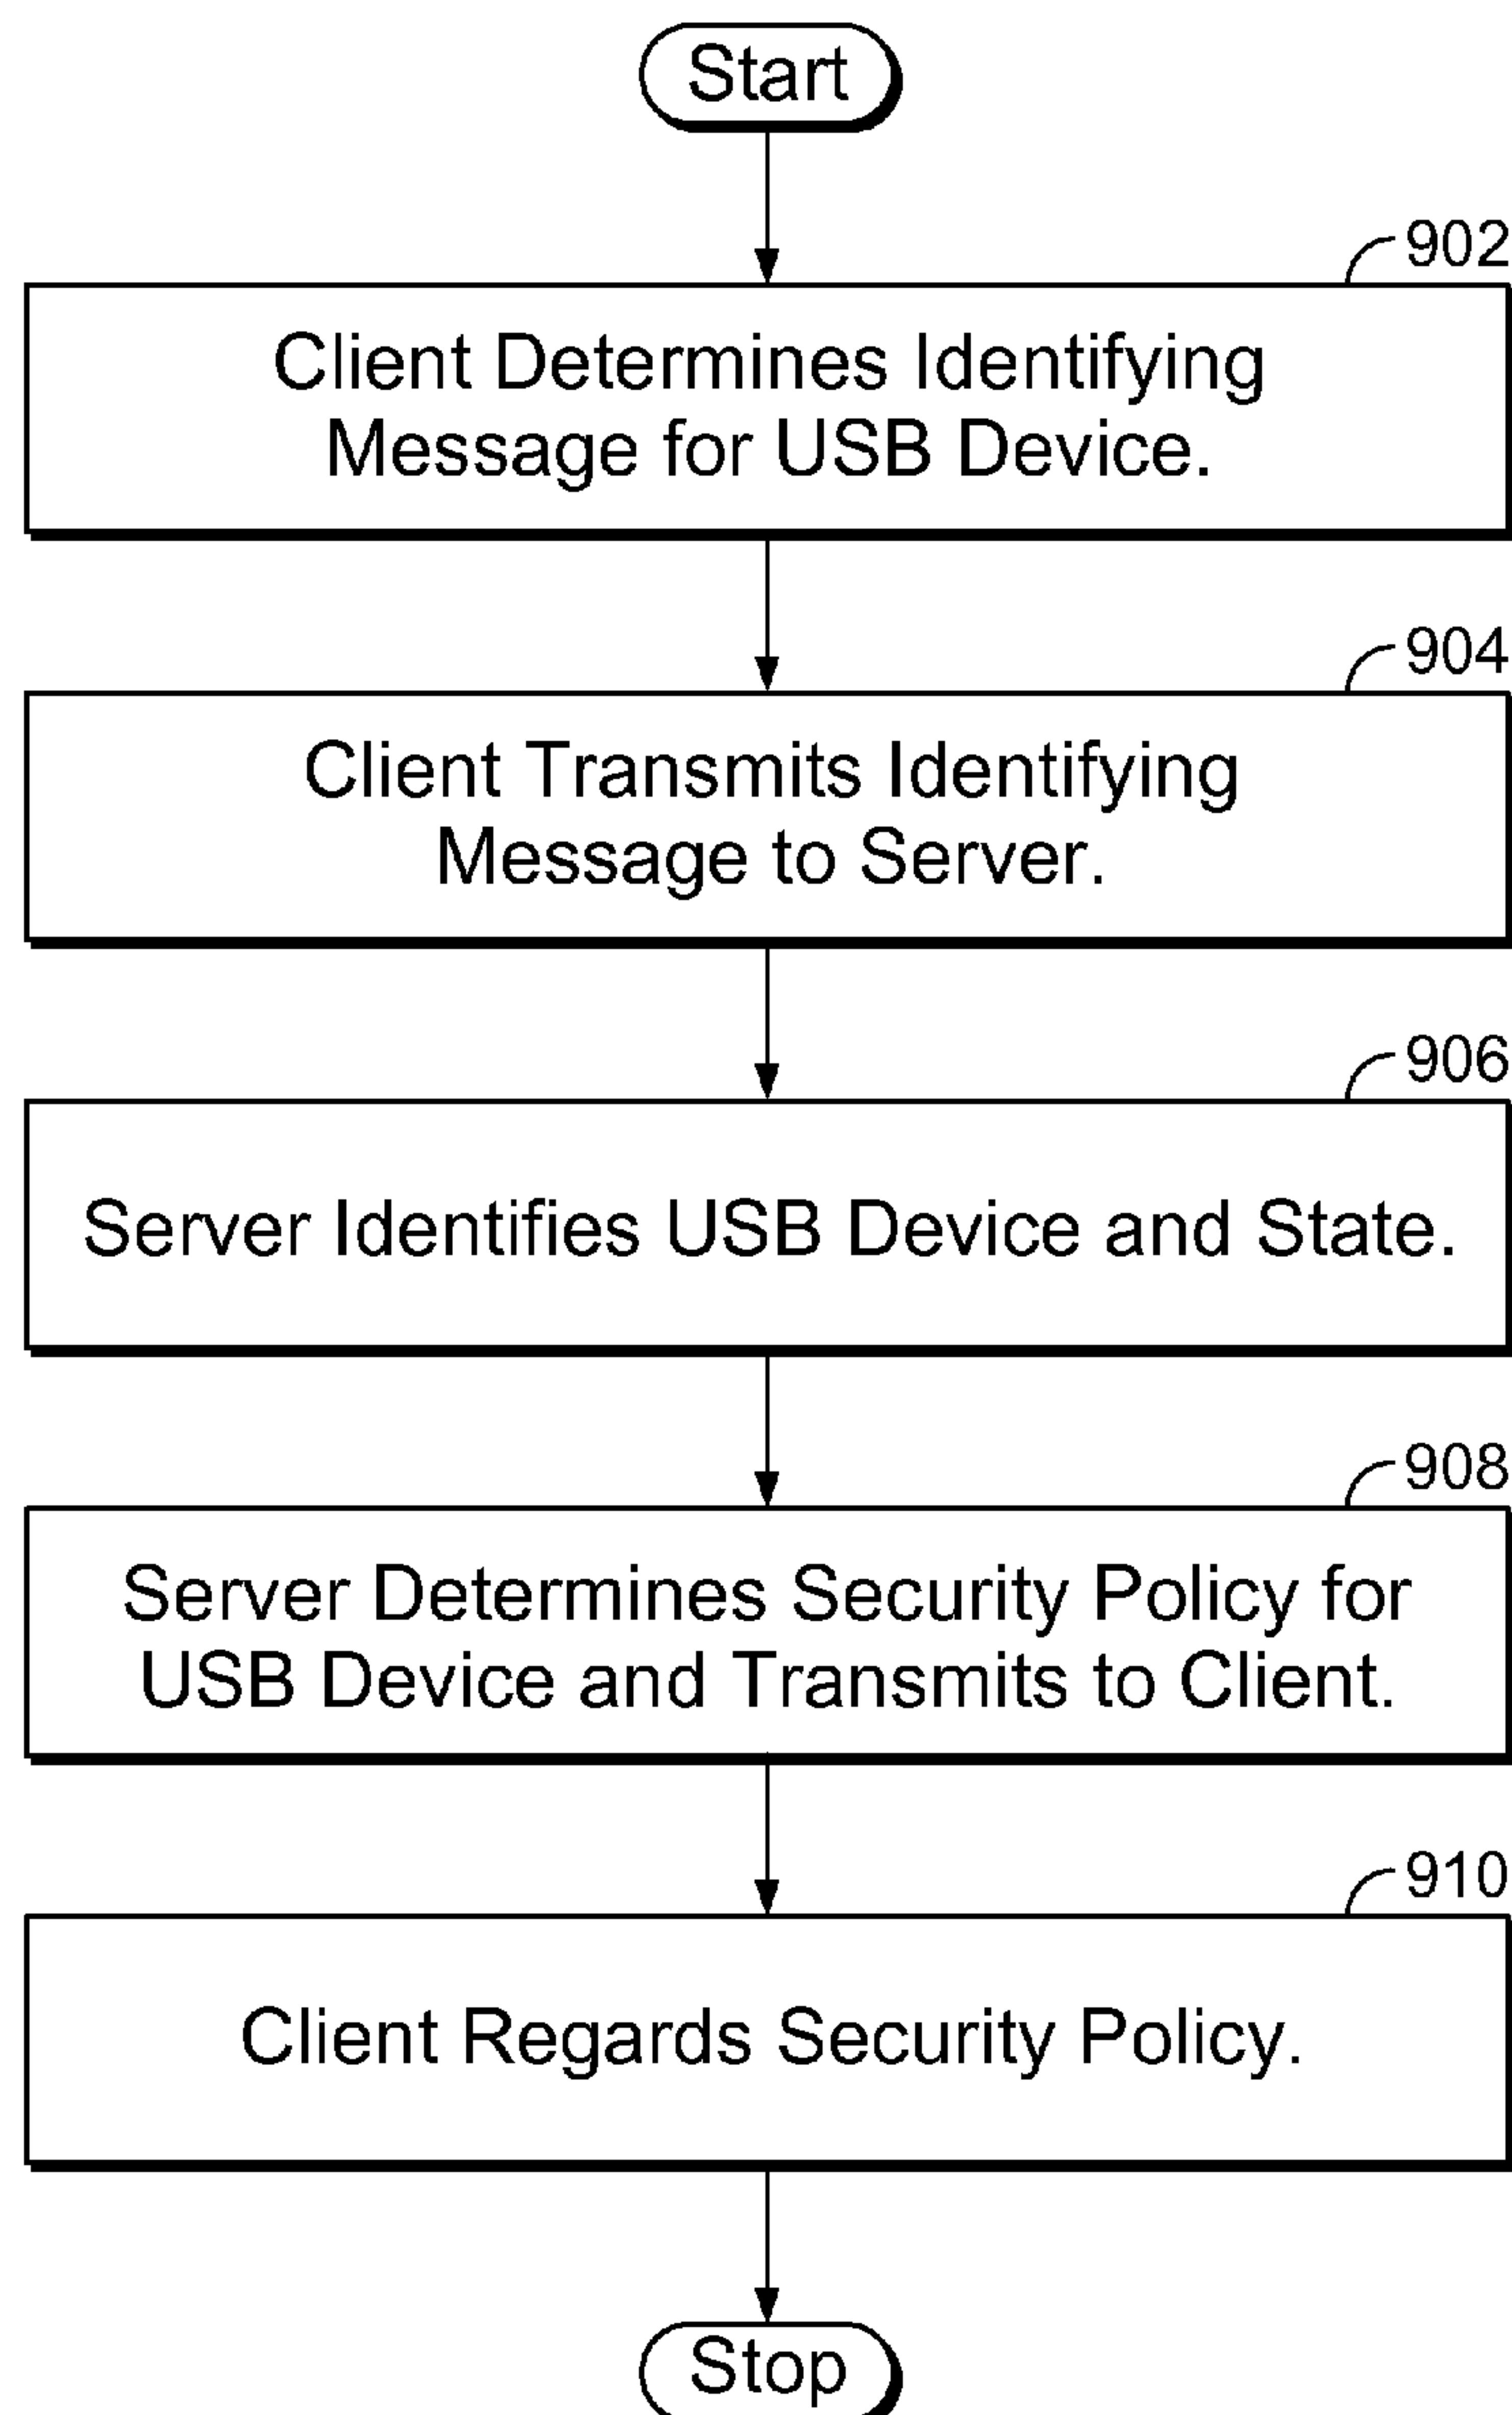 Start
902
Client Determines Identifying
Message for USB Device.
904
Client Transmits Identifying
Message to Server.
906
Server Identifies USB Device and State.
908
Server Determines Security Policy for
USB Device and Transmits to Client.
910
Client Regards Security Policy.
Stop